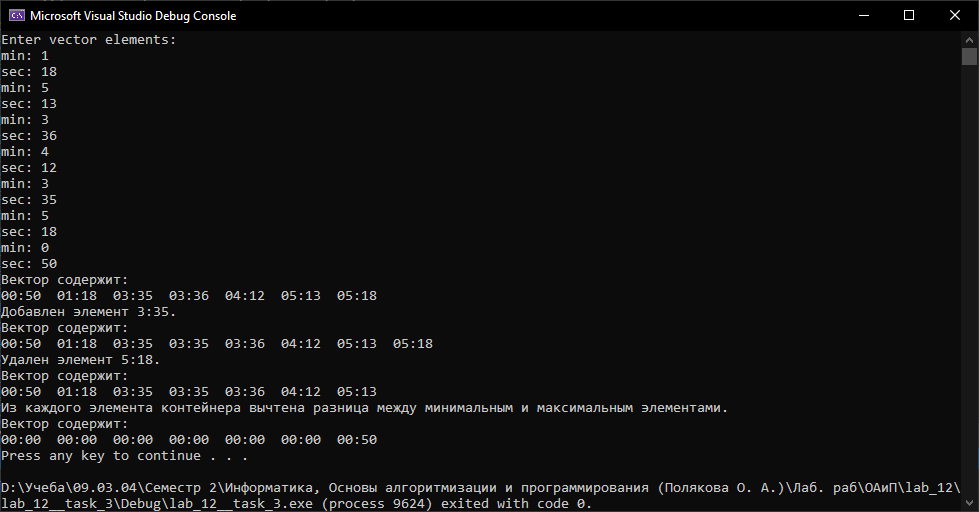 Microsoft Visual Studio Debug Console
Enter vector elements:
min: 1
sec: 18
min: 5
sec: 13
min: 3
sec: 36
min: 4
sec: 12
min: 3
sec: 35
min: 5
sec: 18
min: 0
sec: 50
Вектор содержит:
00:50  01:18  03:35  03:36  04:12  05:13  05:18
Добавлен элемент 3:35.
Вектор содержит:
00:50  01:18  03:35  03:35  03:36  04:12  05:13  05:18
Удален элемент 5:18.
Вектор содержит:
00:50  01:18  03:35  03:35  03:36  04:12  05:13
Из каждого элемента контейнера вычтена разница между минимальным и максимальным элементами.
Вектор содержит:
00:00  00:00  00:00  00:00  00:00  00:00  00:50
Press any key to continue . . .
D:\Учеба\09.03.04\Семестр 2\Информатика, Основы алгоритмизации и программирования (Полякова О. А.)\Лаб. раб\ОАиП\lab_12\
lab_12__task_3\Debug\lab_12__task_3.exe (process 9624) exited with code 0.